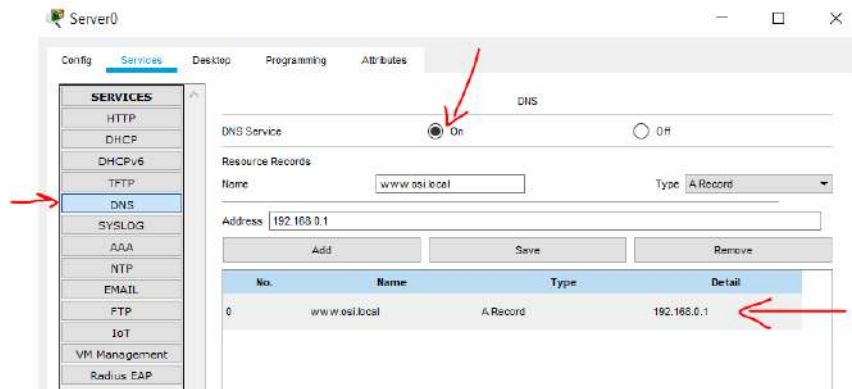 Server0
Config Services Desktop Programming Attributes
SERVICES
HTTP
DHCP
DHCPv6
TFTP
DNS
SYSLOG
AAA
NTP
EMAIL
FTP
IoT
VM Management
Radius EAP
DNS
DNS Service On Off
Resource Records
Name www.osi.local Type A Record
Address 192.168.0.1
Add Save Remove
No. Name Type Detail
0 www.osi.local A Record 192.168.0.1